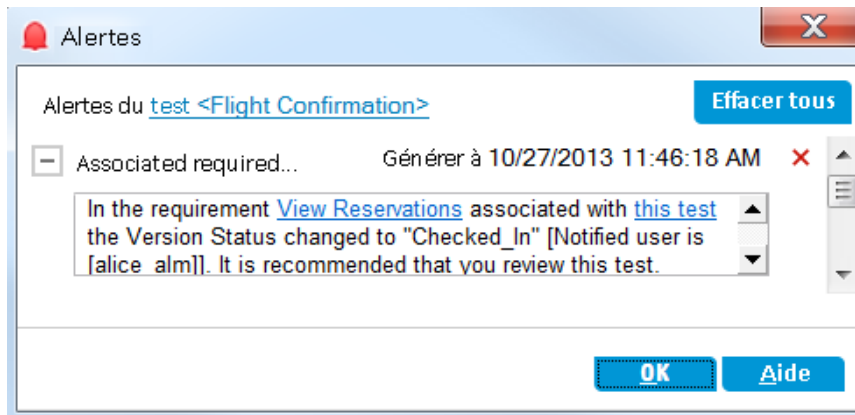 Alertes
Alertes du test <Flight Confirmation>
Effacer tous
Associated required...
Générer à 10/27/2013 11:46:18 AM
In the requirement View Reservations associated with this test
the Version Status changed to "Checked_In" [Notified user is
[alice_alm]]. It is recommended that you review this test.
OK
Aide